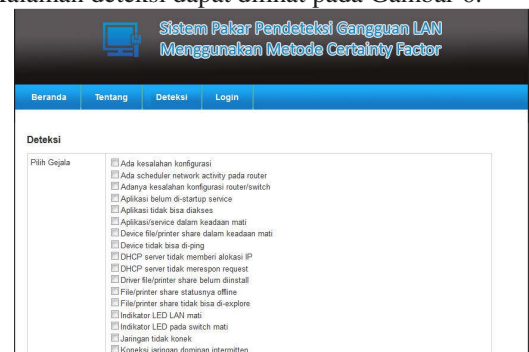 halaman deteksi dapat dilihat pada Gambar 6.
Sistem Pakar Pendeteksi Gangguan LAN
Menggunakan Metode Certainty Factor
Beranda Tentang Deteksi Login
Deteksi
Pilih Gejala
Ada kesalahan konfigurasi
Ada scheduler network activity pada router
Adanya kesalahan konfigurasi router/switch
Aplikasi belum di-startup service
Aplikasi tidak bisa diakses
Aplikasi/service dalam keadaan mati
Device file/printer share dalam keadaan mati
Device tidak bisa di-ping
DHCP server tidak memberi alokasi IP
DHCP server tidak merespon request
Driver file/printer share belum diinstall
File/printer share statusnya offline
File/printer share tidak bisa di-explore
Indikator LED LAN mati
Indikator LED pada switch mati
Jaringan tidak konek
Koneksi jaringan dominan intermitten